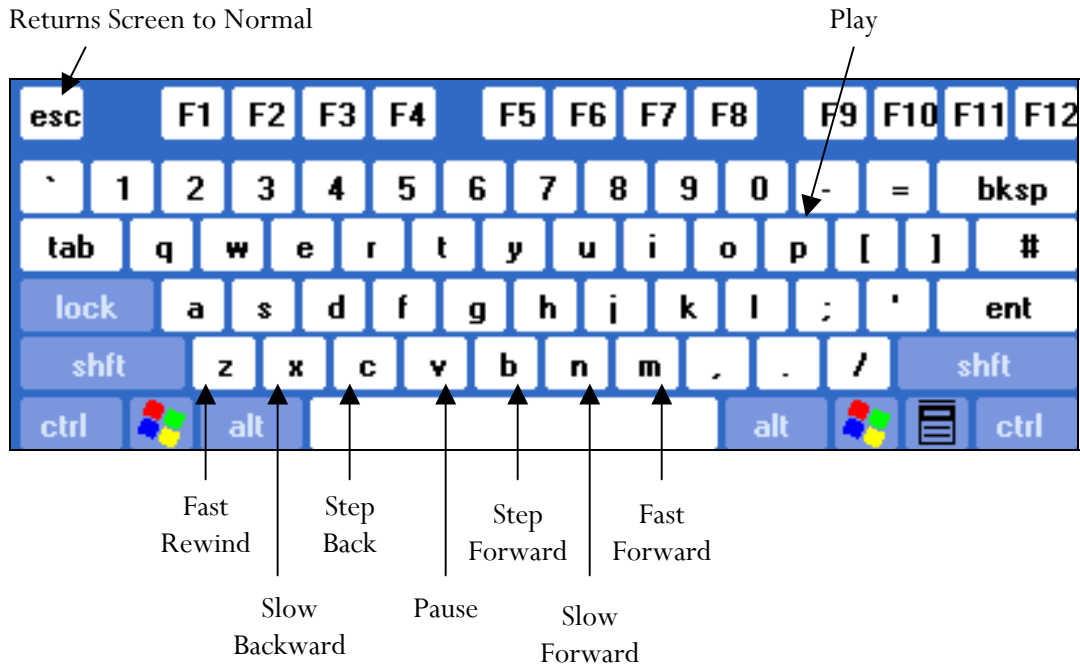 Returns Screen to Normal Play
esc F1 F2 F3 F4 F5 F6 F7 F8 F9 F10 F11 F12
` 1 2 3 4 5 6 7 8 9 0 - = bksp
tab q w e r t y u i o p [ ] #
lock a s d f g h j k l ; ' ent
shft z x c v b n m , . / shft
ctrl alt alt ctrl
Fast
Rewind
Step
Back
Step
Forward
Fast
Forward
Slow
Backward
Pause
Slow
Forward